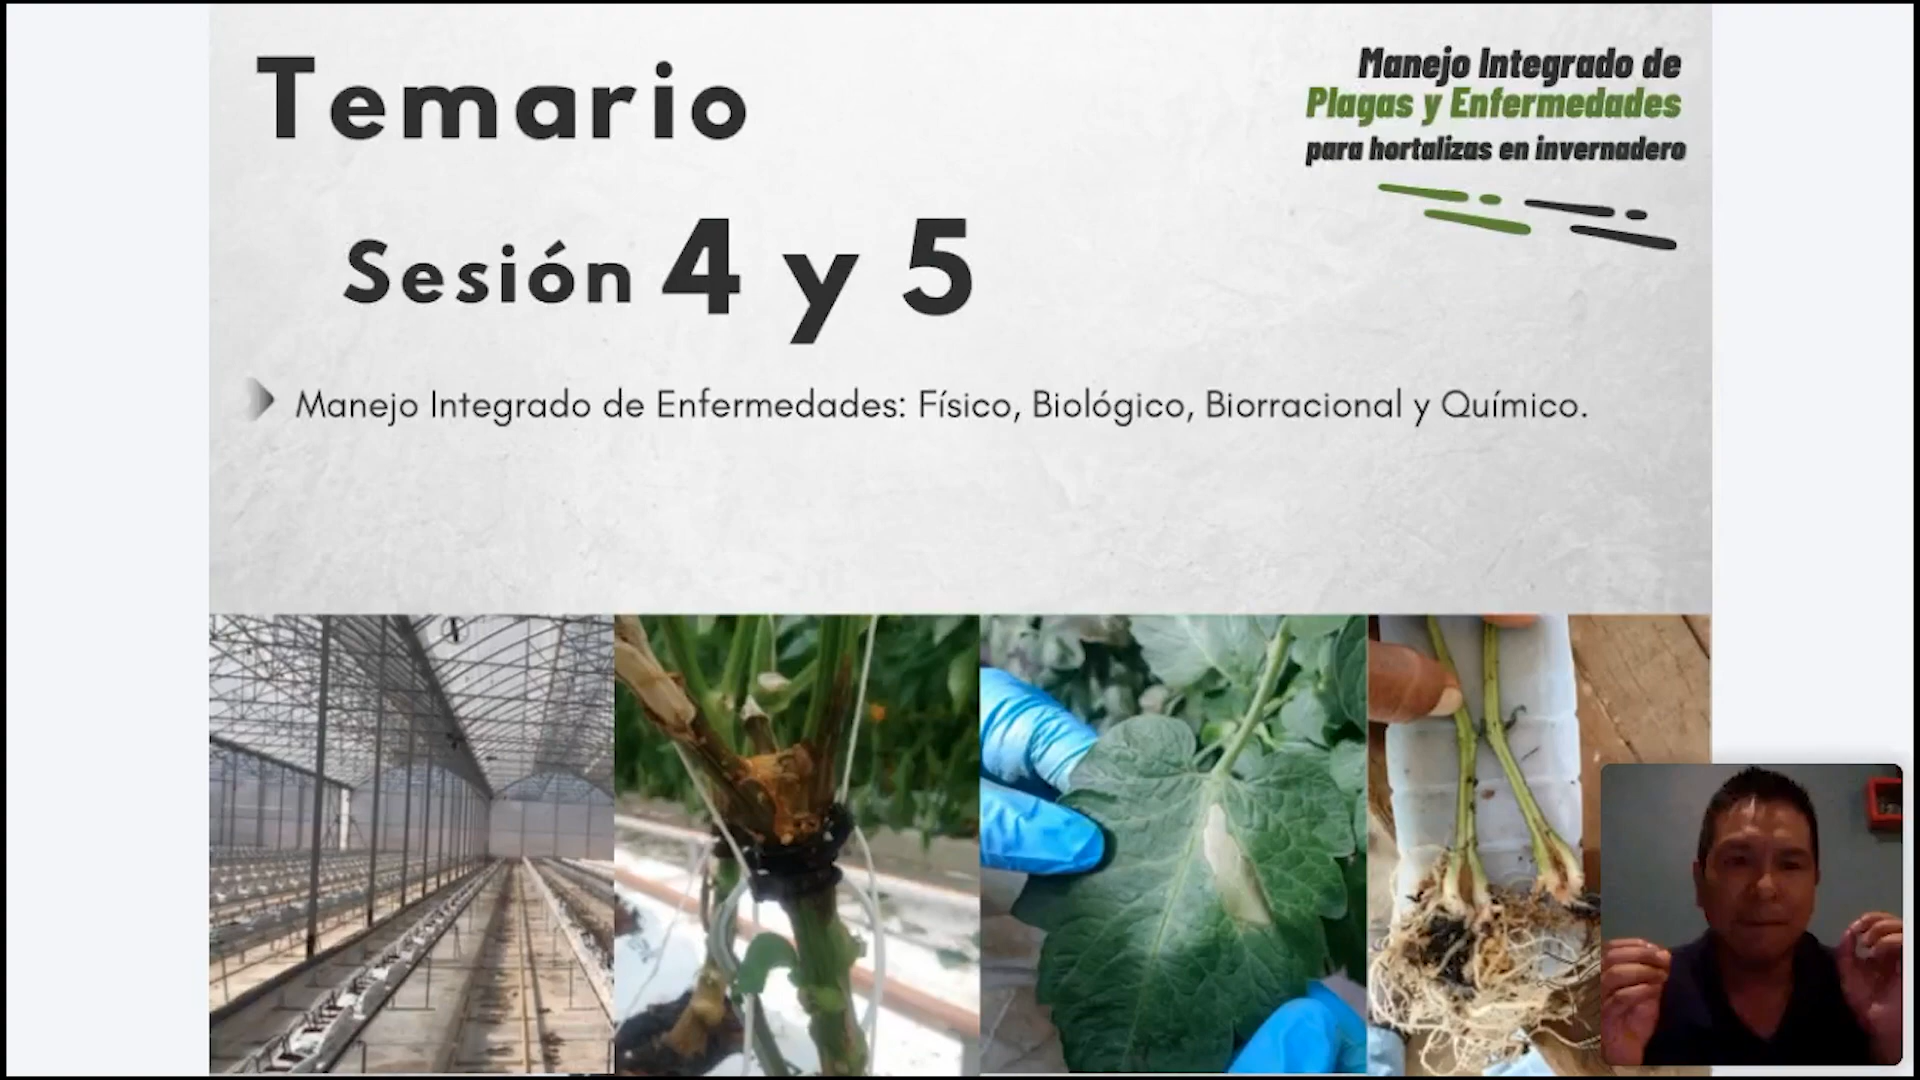 Temario
Manejo Integrado de
Plagas y Enfermedades
para hortalizas en invernadero
Sesión 4 y 5
Manejo Integrado de Enfermedades: Físico, Biológico, Biorracional y Químico.